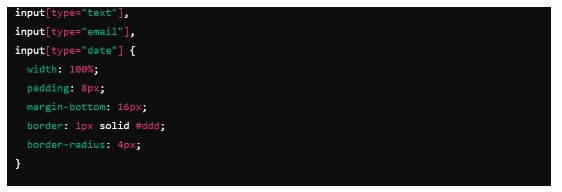 input[type="text"],
input[type="email"],
input[type="date"] {
  width: 100%;
  padding: 8px;
  margin-bottom: 16px;
  border: 1px solid #ddd;
  border-radius: 4px;
}